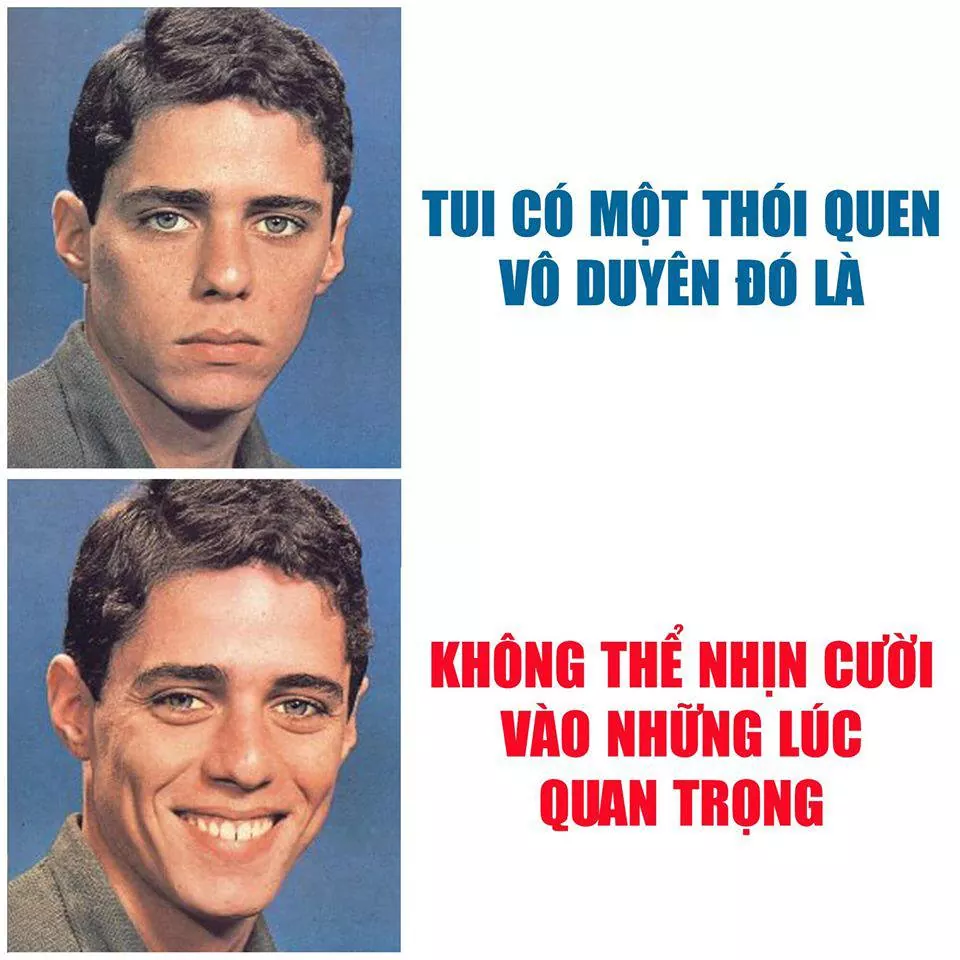 TUI CÓ MỘT THÓI QUEN
VÔ DUYÊN ĐÓ LÀ
KHÔNG THỂ NHỊN CƯỜI
VÀO NHỮNG LÚC
QUAN TRỌNG